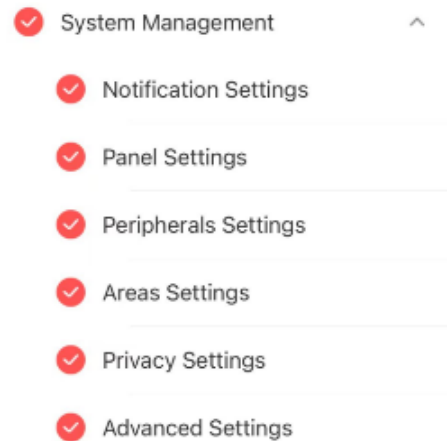 System Management
Notification Settings
Panel Settings
Peripherals Settings
Areas Settings
Privacy Settings
Advanced Settings